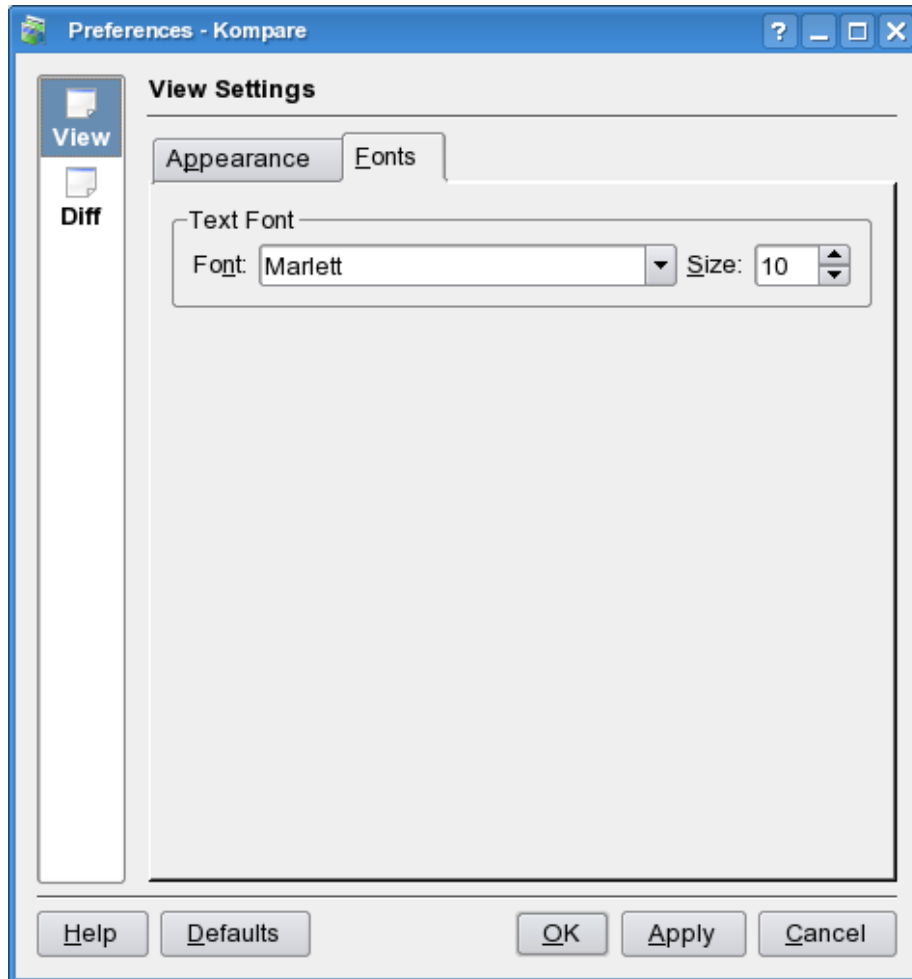 Preferences - Kompare
View
Diff
View Settings
Appearance Fonts
Text Font
Font: Marlett Size: 10
Help Defaults OK Apply Cancel